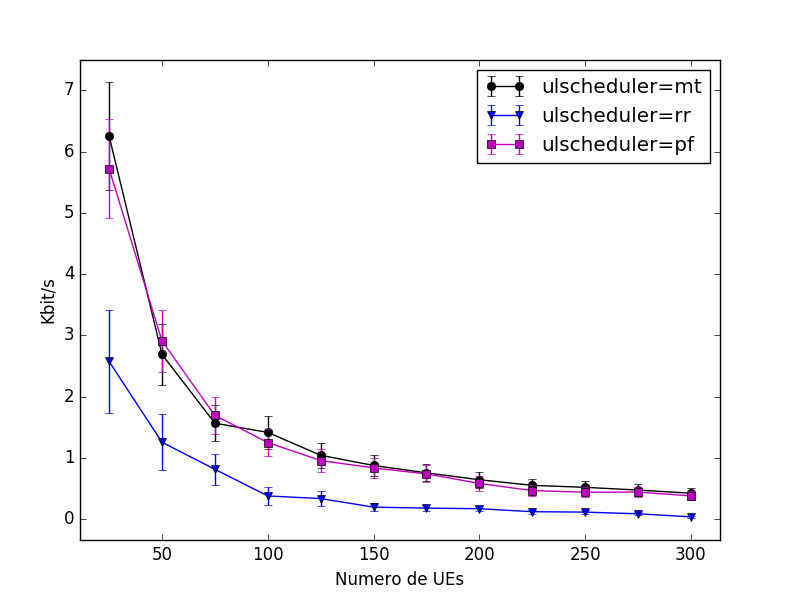 7
6
5
4
3
2
1
0
Kbit/s
ulscheduler=mt
ulscheduler=rr
ulscheduler=pf
50 100 150 200 250 300
Numero de UEs